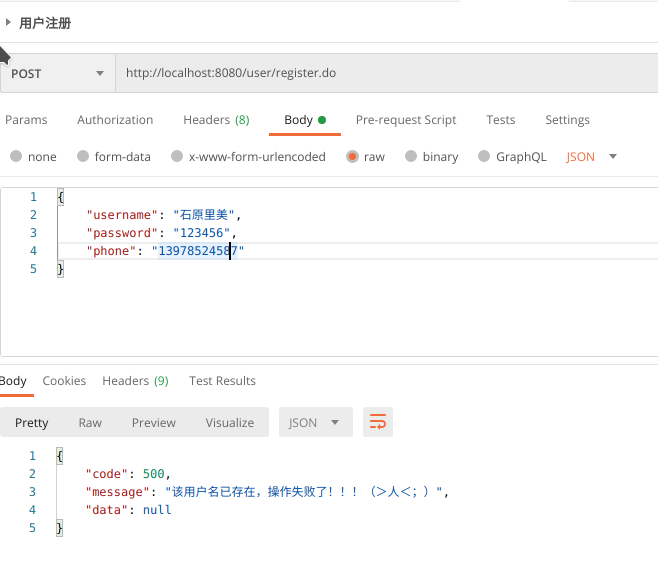 用户注册
POST http://localhost:8080/user/register.do
Params Authorization Headers (8) Body Pre-request Script Tests Settings
none form-data x-www-form-urlencoded raw binary GraphQL JSON
1 {
2 "username": "石原里美",
3 "password": "123456",
4 "phone": "13978524587"
5 }
Body Cookies Headers (9) Test Results
Pretty Raw Preview Visualize JSON
1 {
2 "code": 500,
3 "message": "该用户名已存在，操作失败了！！！（＞人＜；）",
4 "data": null
5 }